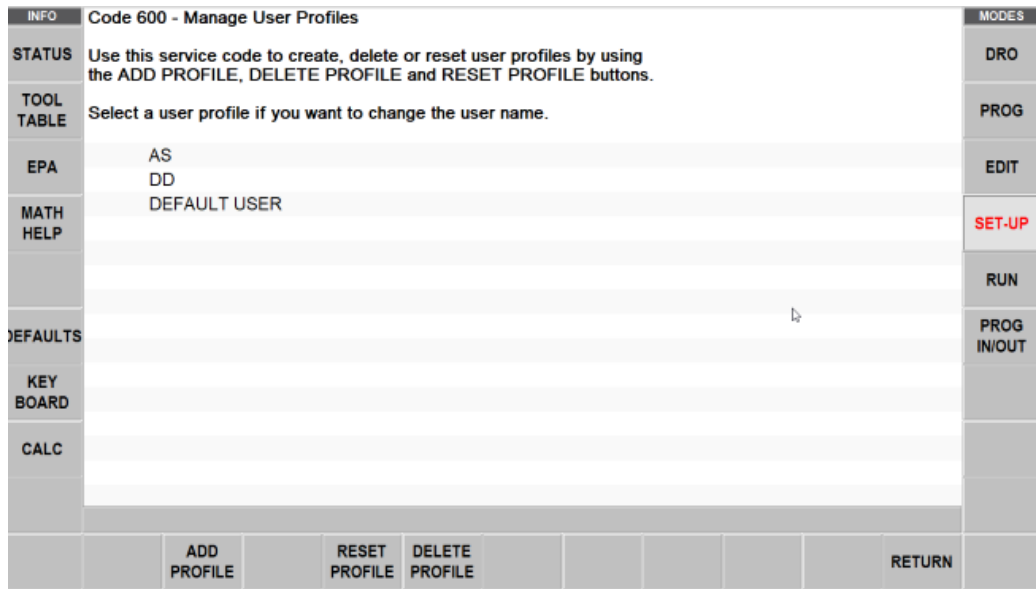 INFO
Code 600 - Manage User Profiles
MODES
STATUS
Use this service code to create, delete or reset user profiles by using
the ADD PROFILE, DELETE PROFILE and RESET PROFILE buttons.
DRO
TOOL
TABLE
Select a user profile if you want to change the user name.
PROG
AS
EPA
DD
EDIT
DEFAULT USER
MATH
HELP
SET-UP
RUN
DEFAULTS
PROG
IN/OUT
KEY
BOARD
CALC
ADD
PROFILE
RESET
PROFILE
DELETE
PROFILE
RETURN